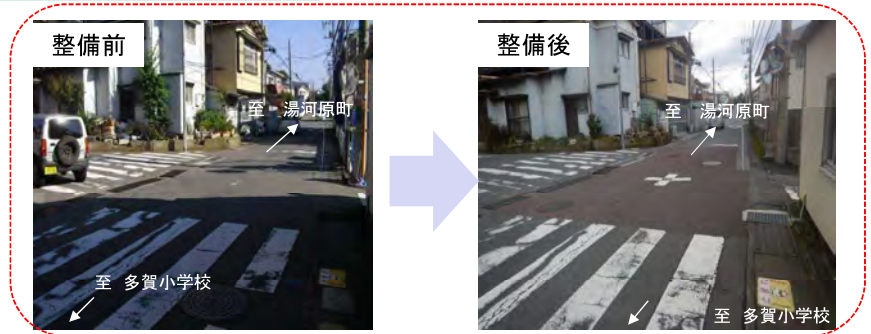 整備前
至 湯河原町
至 多賀小学校
整備後
至 湯河原町
至 多賀小学校